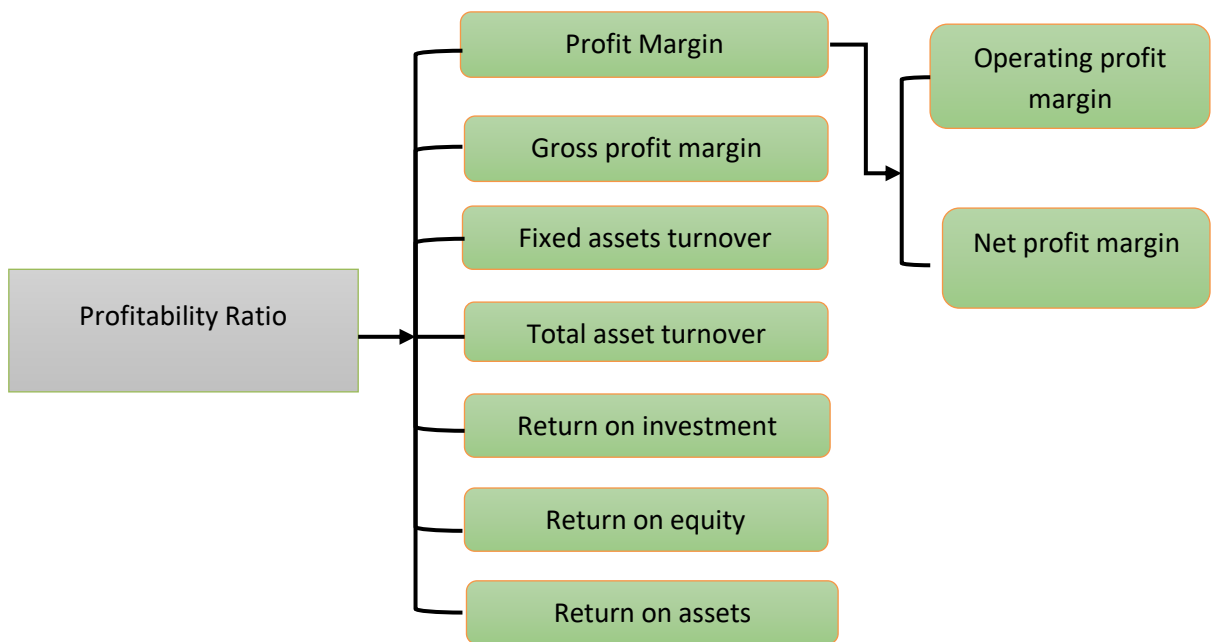 Profitability Ratio
Profit Margin
Gross profit margin
Fixed assets turnover
Total asset turnover
Return on investment
Return on equity
Return on assets
Operating profit
margin
Net profit margin